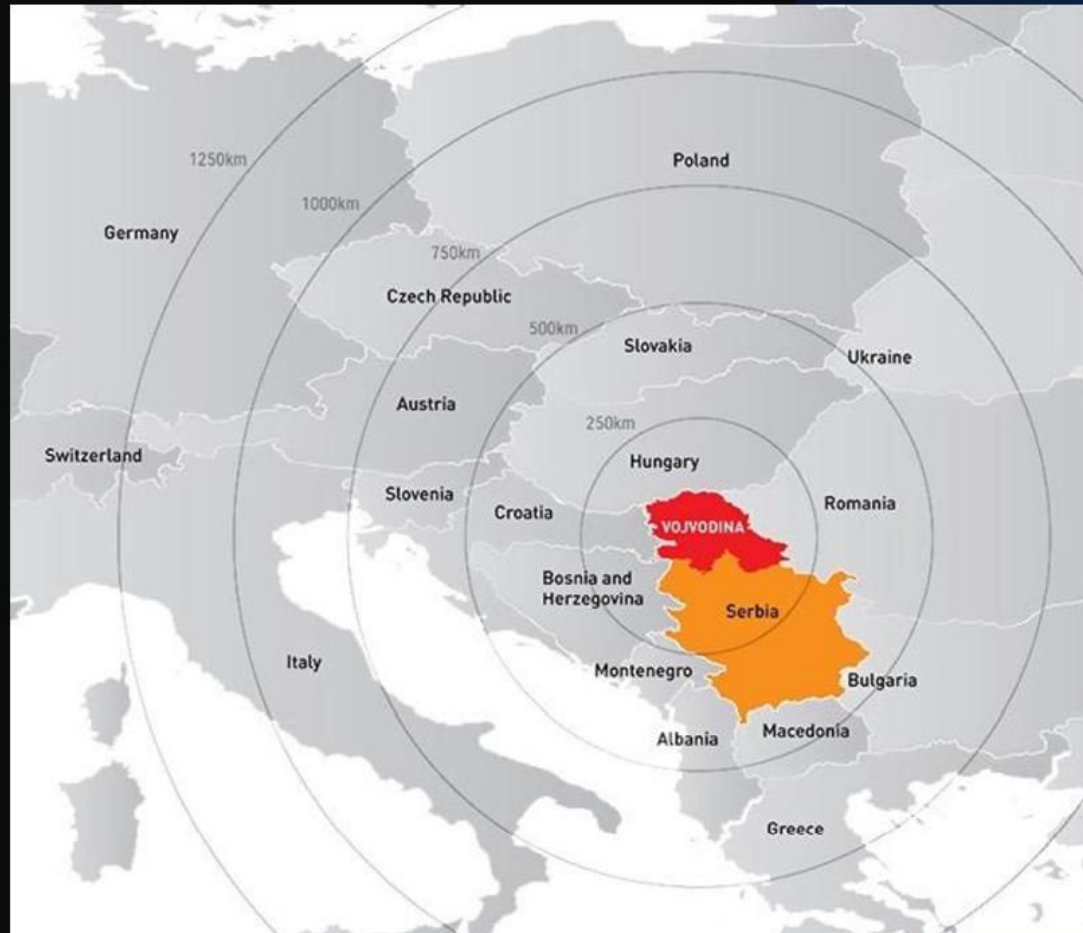 1250km
Poland
1000km
Germany
750km
Czech Republic
500km
Slovakia
Ukraine
Austria
250km
Switzerland
Hungary
Slovenia
Romania
Croatia
VOJVODINA
Bosnia and
Herzegovina
Serbia
Italy
Montenegro
Bulgaria
Albania
Macedonia
Greece